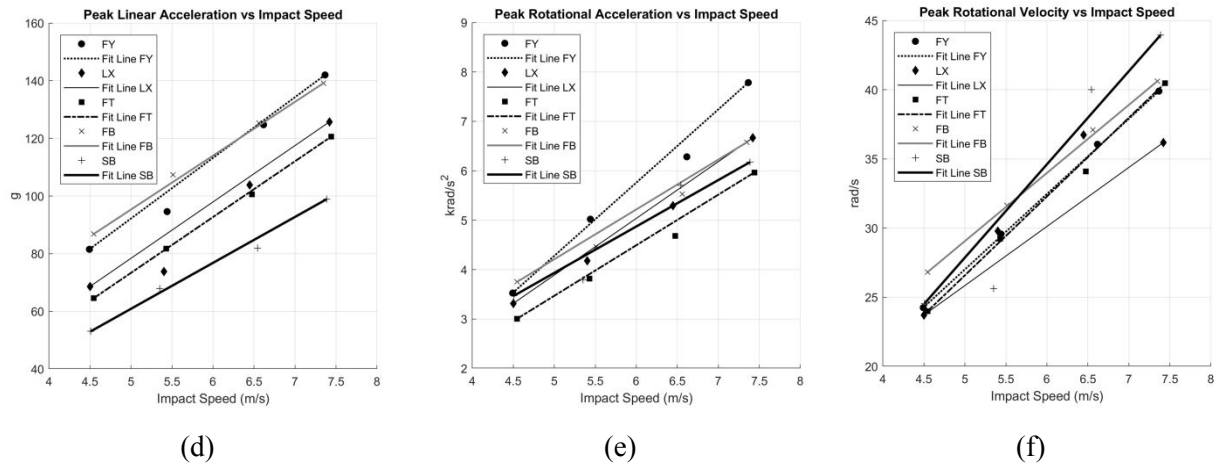 Peak Linear Acceleration vs Impact Speed
160
140
120
100
80
60
40
g
4 4.5 5 5.5 6 6.5 7 7.5 8
Impact Speed (m/s)
FY
Fit Line FY
LX
Fit Line LX
FT
Fit Line FT
FB
Fit Line FB
SB
Fit Line SB
(d)
Peak Rotational Acceleration vs Impact Speed
9
8
7
6
5
4
3
2
krad/s²
4 4.5 5 5.5 6 6.5 7 7.5 8
Impact Speed (m/s)
FY
Fit Line FY
LX
Fit Line LX
FT
Fit Line FT
FB
Fit Line FB
SB
Fit Line SB
(e)
Peak Rotational Velocity vs Impact Speed
45
40
35
30
25
20
rad/s
4 4.5 5 5.5 6 6.5 7 7.5 8
Impact Speed (m/s)
FY
Fit Line FY
LX
Fit Line LX
FT
Fit Line FT
FB
Fit Line FB
SB
Fit Line SB
(f)